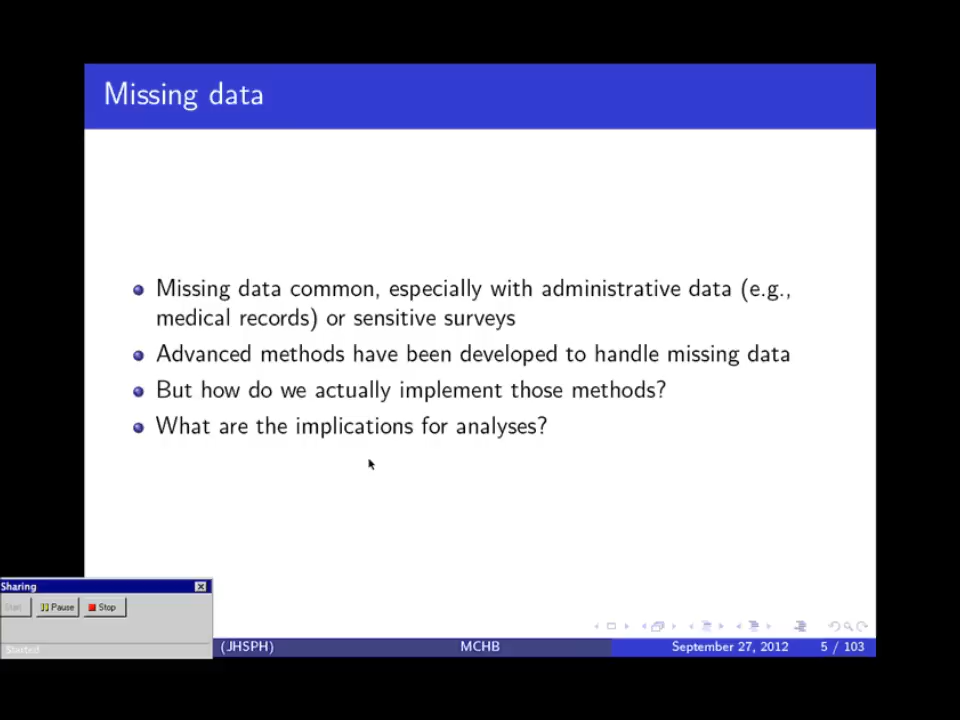 Missing data
Missing data common, especially with administrative data (e.g.,
medical records) or sensitive surveys
Advanced methods have been developed to handle missing data
But how do we actually implement those methods?
What are the implications for analyses?
Sharing
Start Pause Stop
Started
(JHSPH) MCHB September 27, 2012 5 / 103